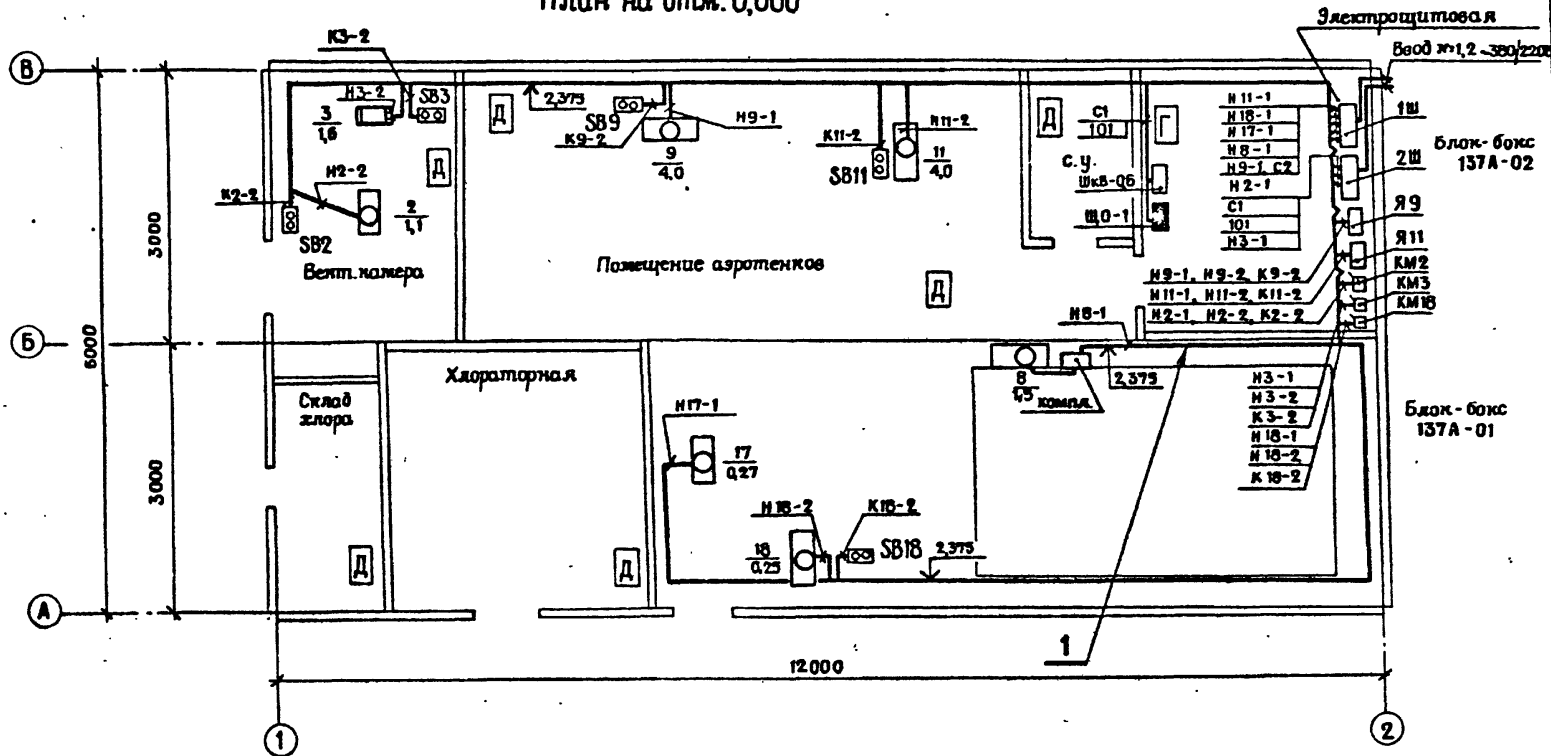 План на отм. 0,000
Электрощитовая
Ввод №1,2 ~380/220В
В
К3-2
Н3-2
SB3
3
1,6
Д
2,375
SB9
К9-2
Н9-1
9
4,0
К11-2
Н11-2
SB11
11
4,0
Д
С1
101
Г
с.у.
ШкВ-0,6
ЩО-1
Н11-1
Н18-1
Н17-1
Н8-1
Н9-1, С2
Н2-1
С1
101
Н3-1
1Ш
2Ш
Блок-бокс
137А-02
Я9
Я11
КМ2
КМ3
КМ18
Д
Н2-2
К2-2
SB2
2
1,1
Вент. камера
Помещение аэротенков
Д
Н9-1, Н9-2, К9-2
Н11-1, Н11-2, К11-2
Н2-1, Н2-2, К2-2
3000
6000
Б
Н8-1
8
1,5
компл.
2,375
Н3-1
Н3-2
К3-2
Н18-1
Н18-2
К18-2
Блок-бокс
137А-01
Хлораторная
Склад
хлора
Н17-1
17
0,27
3000
Н18-2
К18-2
SB18
18
0,25
2,375
Д
Д
А
1
12000
1
2